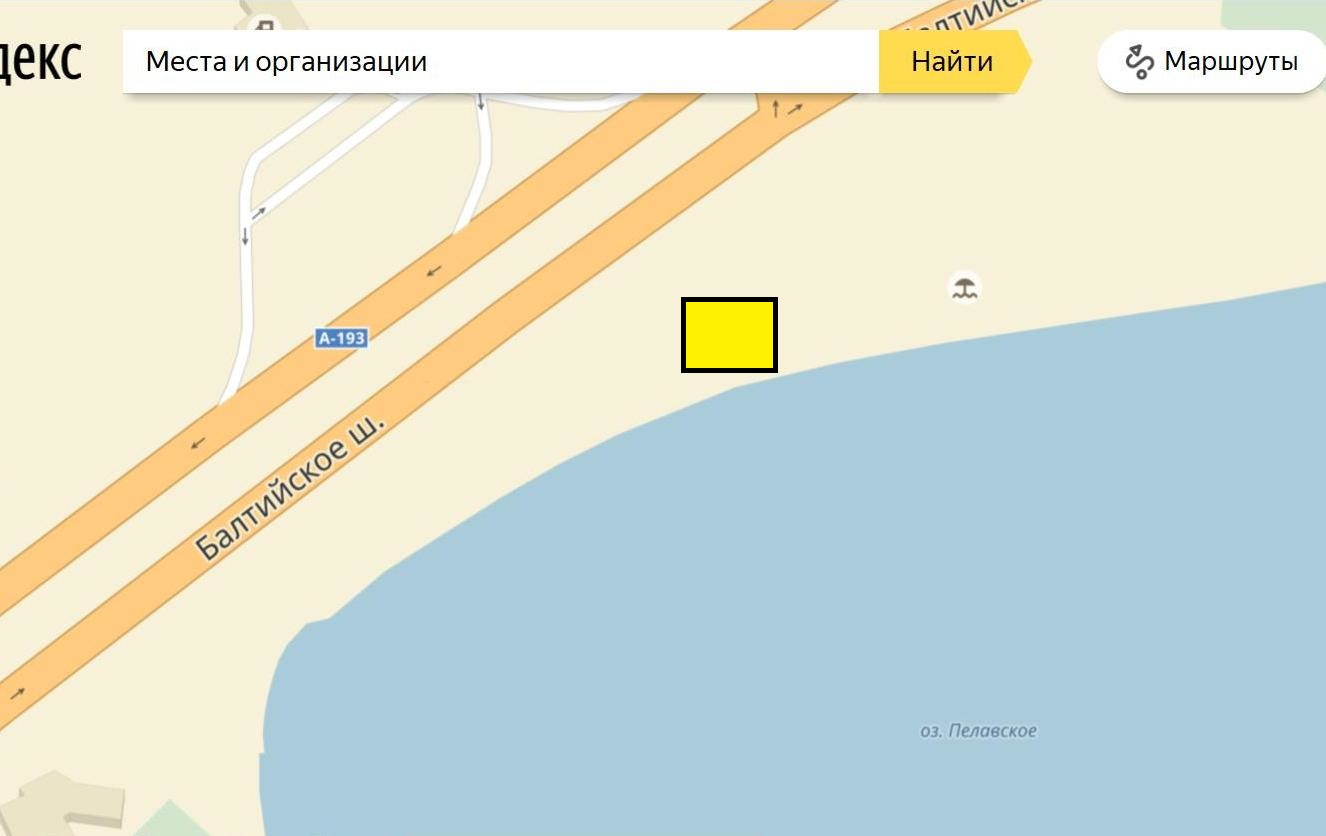 декс
Места и организации
Найти
Маршруты
А-193
Балтийское ш.
оз. Пелавское